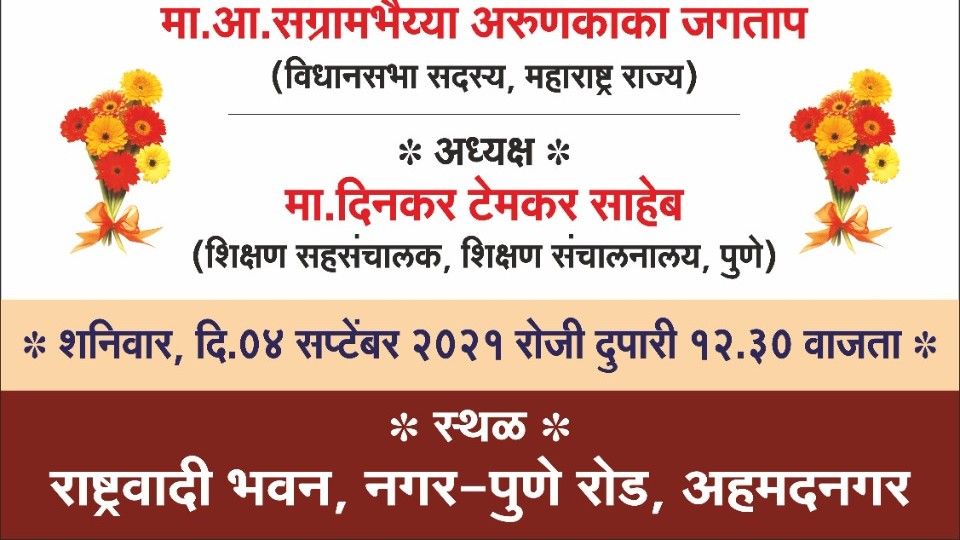 मा.आ.सग्रामभैय्या अरुणकाका जगताप
(विधानसभा सदस्य, महाराष्ट्र राज्य)
* अध्यक्ष *
मा.दिनकर टेमकर साहेब
(शिक्षण सहसंचालक, शिक्षण संचालनालय, पुणे)
* शनिवार, दि.०४ सप्टेंबर २०२१ रोजी दुपारी १२.३० वाजता *
* स्थळ *
राष्ट्रवादी भवन, नगर-पुणे रोड, अहमदनगर